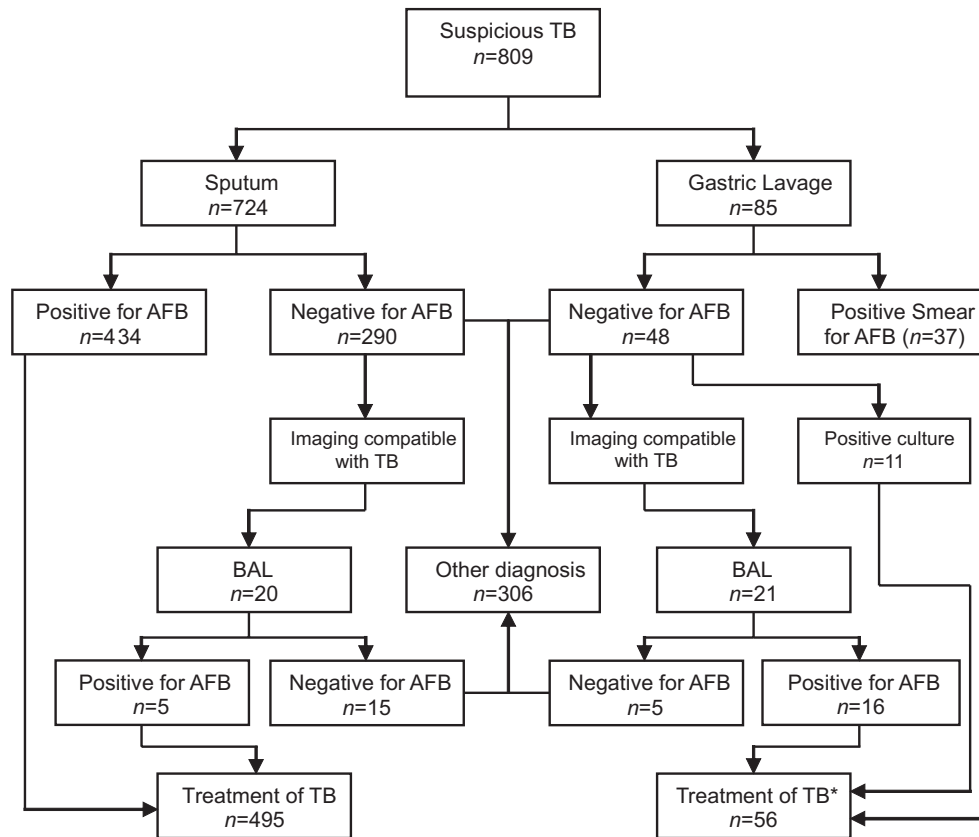 Suspicious TB
n=809
Sputum
n=724
Gastric Lavage
n=85
Positive for AFB
n=434
Negative for AFB
n=290
Negative for AFB
n=48
Positive Smear
for AFB (n=37)
Imaging compatible
with TB
Imaging compatible
with TB
Positive culture
n=11
BAL
n=20
Other diagnosis
n=306
BAL
n=21
Positive for AFB
n=5
Negative for AFB
n=15
Negative for AFB
n=5
Positive for AFB
n=16
Treatment of TB
n=495
Treatment of TB*
n=56